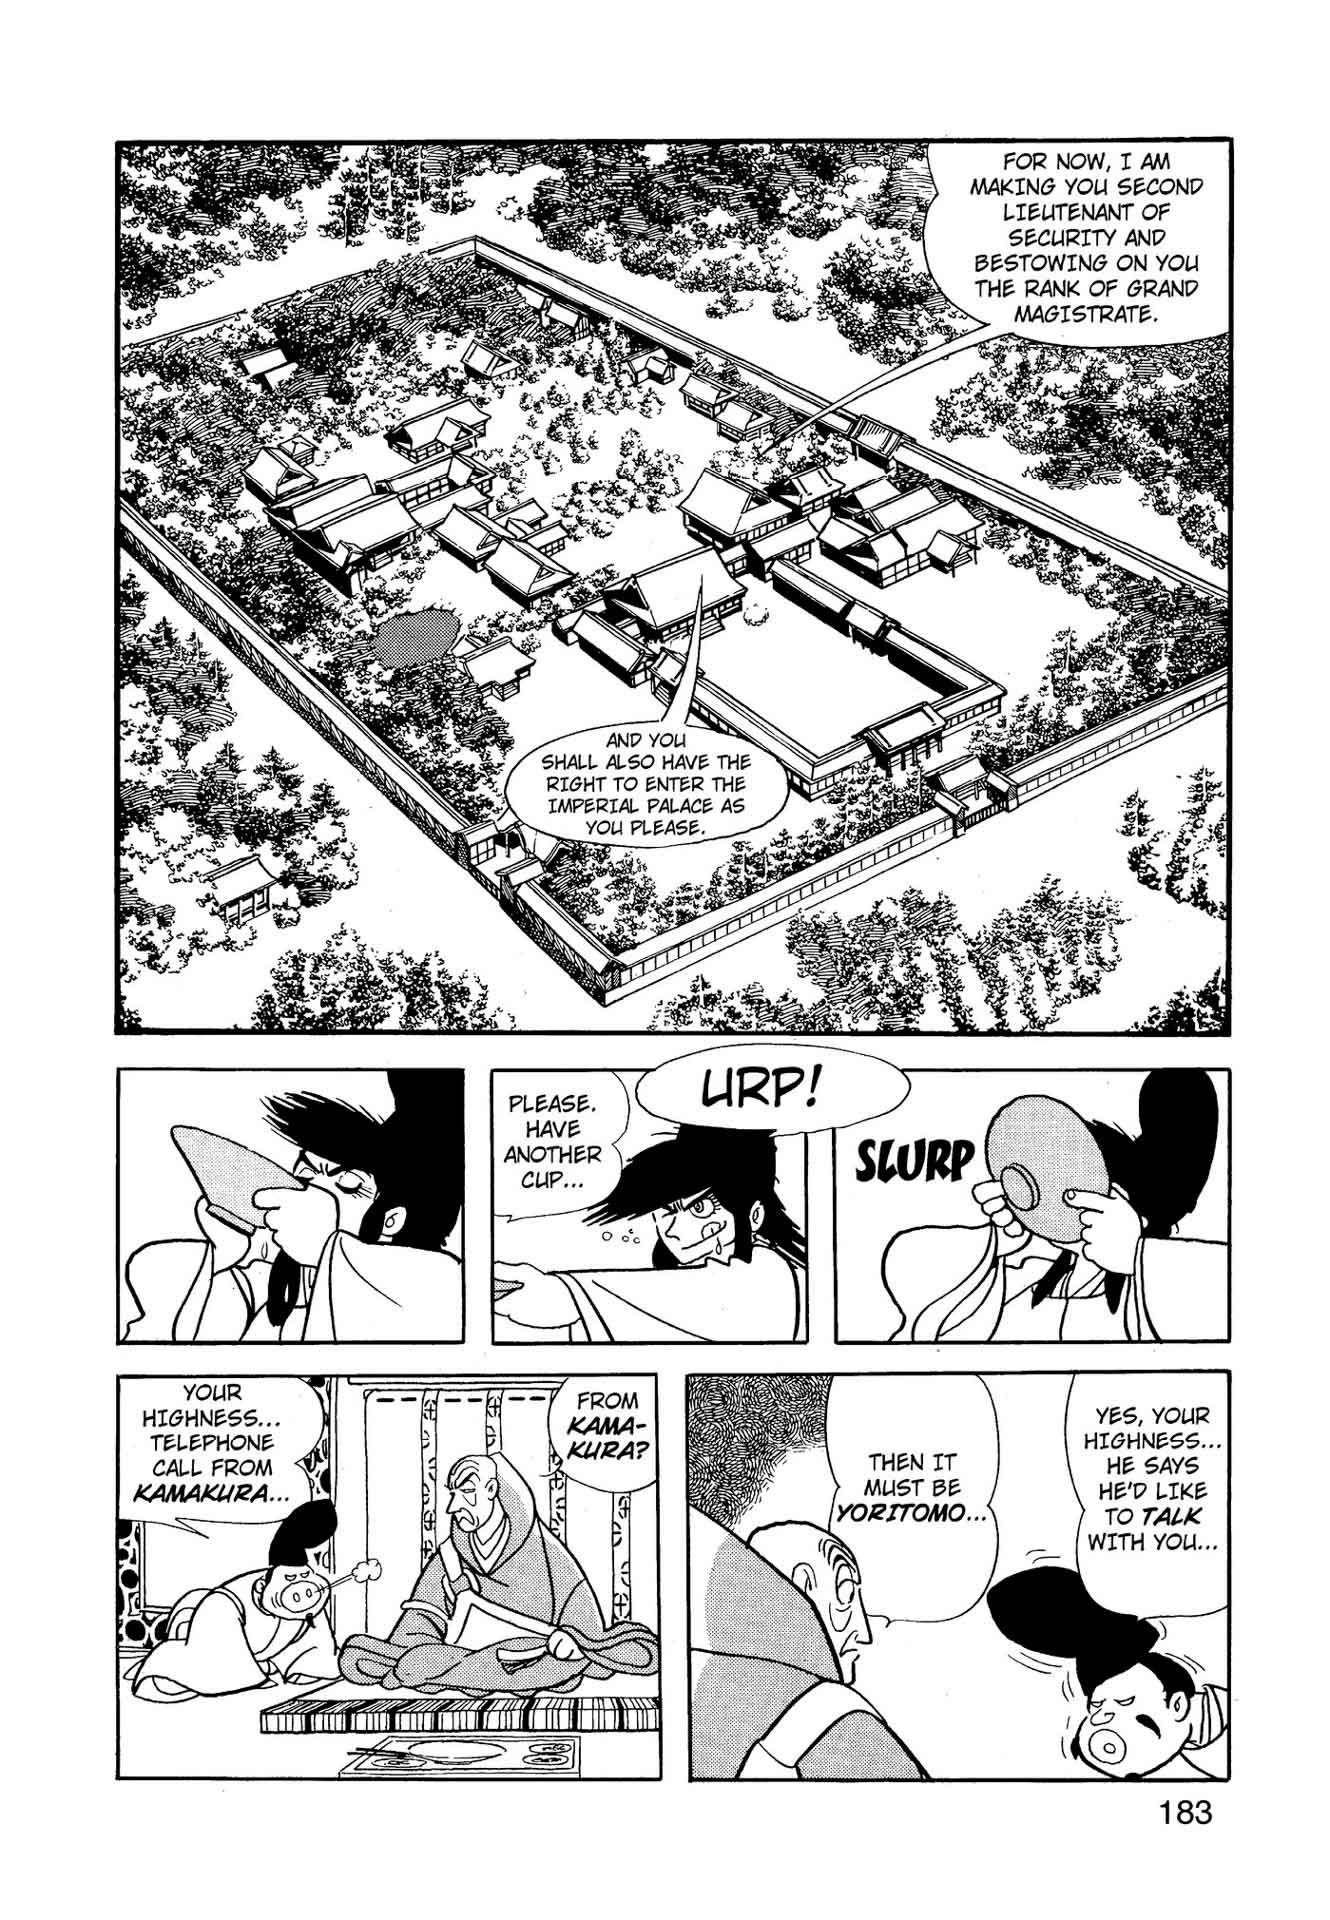 FOR NOW, I AM
MAKING YOU SECOND
LIEUTENANT OF
SECURITY AND
BESTOWING ON YOU
THE RANK OF GRAND
MAGISTRATE.
AND YOU
SHALL ALSO HAVE THE
RIGHT TO ENTER THE
IMPERIAL PALACE AS
YOU PLEASE.
PLEASE.
HAVE
ANOTHER
CUP...
URP!
SLURP
YOUR
HIGHNESS...
TELEPHONE
CALL FROM
KAMAKURA...
FROM
KAMA-
KURA?
THEN IT
MUST BE
YORITOMO...
YES, YOUR
HIGHNESS...
HE SAYS
HE'D LIKE
TO TALK
WITH YOU...
183